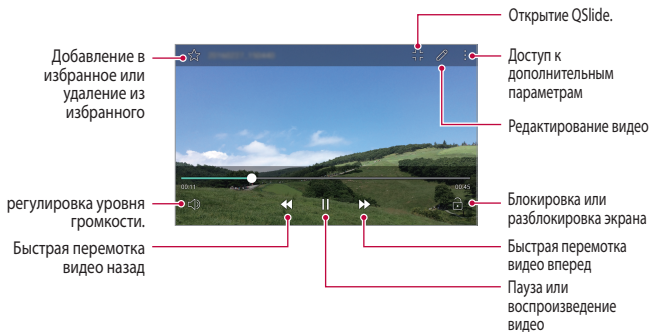 Открытие QSlide.
Добавление в
избранное или
удаление из
избранного
Доступ к
дополнительным
параметрам
Редактирование видео
00:11
00:45
регулировка уровня
громкости.
Блокировка или
разблокировка экрана
Быстрая перемотка
видео назад
Быстрая перемотка
видео вперед
Пауза или
воспроизведение
видео